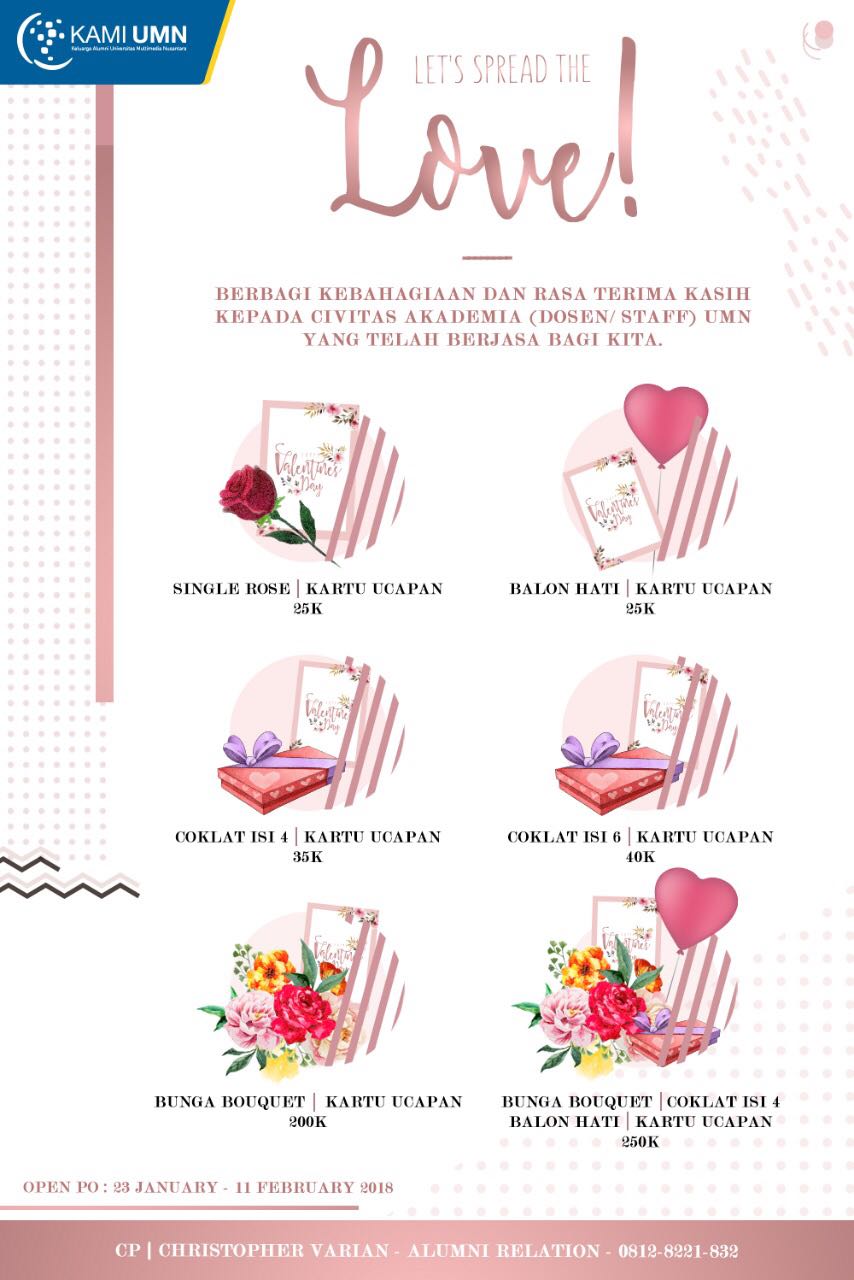 KAMI UMN
Keluarga Alumni Universitas Multimedia Nusantara
LET'S SPREAD THE
Love!
BERBAGI KEBAHAGIAAN DAN RASA TERIMA KASIH
KEPADA CIVITAS AKADEMIA (DOSEN/ STAFF) UMN
YANG TELAH BERJASA BAGI KITA.
Valentine's
Day
Valentine's
Day
SINGLE ROSE | KARTU UCAPAN
25K
BALON HATI | KARTU UCAPAN
25K
Valentine
Day
Valentine
Day
COKLAT ISI 4 | KARTU UCAPAN
35K
COKLAT ISI 6 | KARTU UCAPAN
40K
Valentine
Valentines
BUNGA BOUQUET | KARTU UCAPAN
200K
BUNGA BOUQUET |COKLAT ISI 4
BALON HATI | KARTU UCAPAN
250K
OPEN PO : 23 JANUARY - 11 FEBRUARY 2018
CP | CHRISTOPHER VARIAN - ALUMNI RELATION - 0812-8221-832